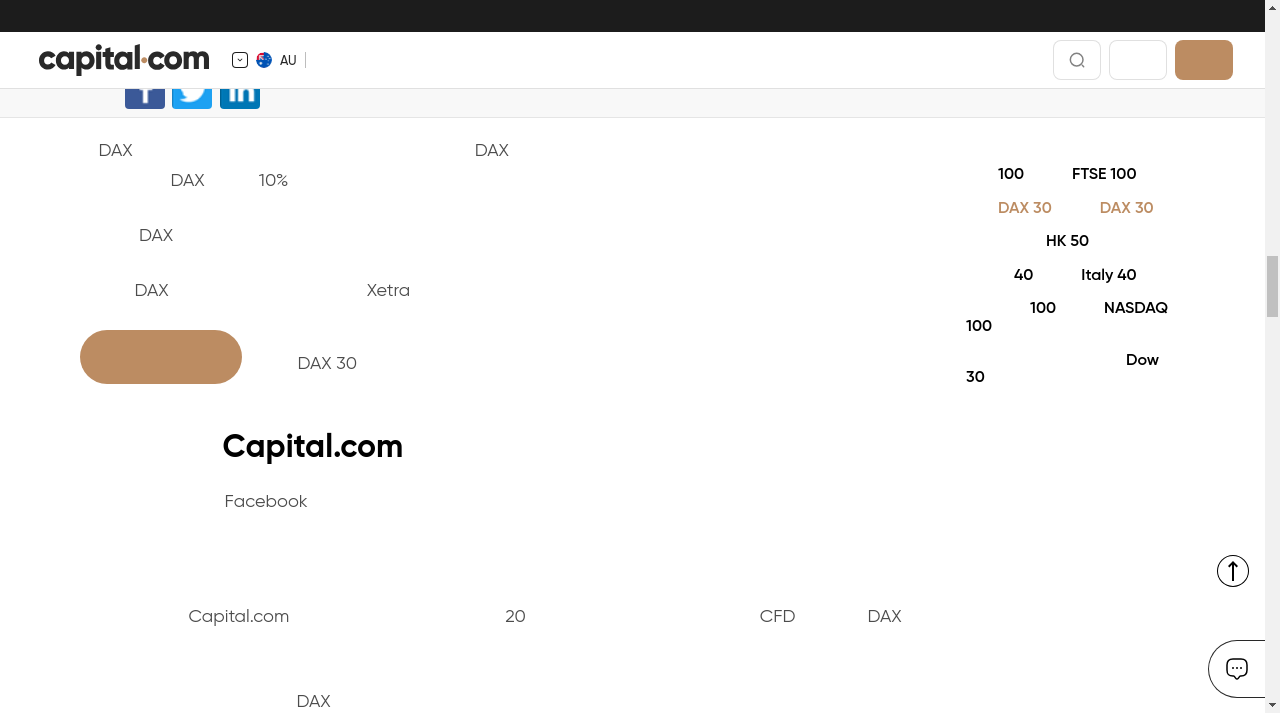 capital.com
AU
DAX DAX
DAX 10%
DAX
DAX Xetra
DAX 30
Capital.com
Facebook
Capital.com 20 CFD DAX
DAX
100 FTSE 100
DAX 30 DAX 30
HK 50
40 Italy 40
100 NASDAQ
100
Dow
30